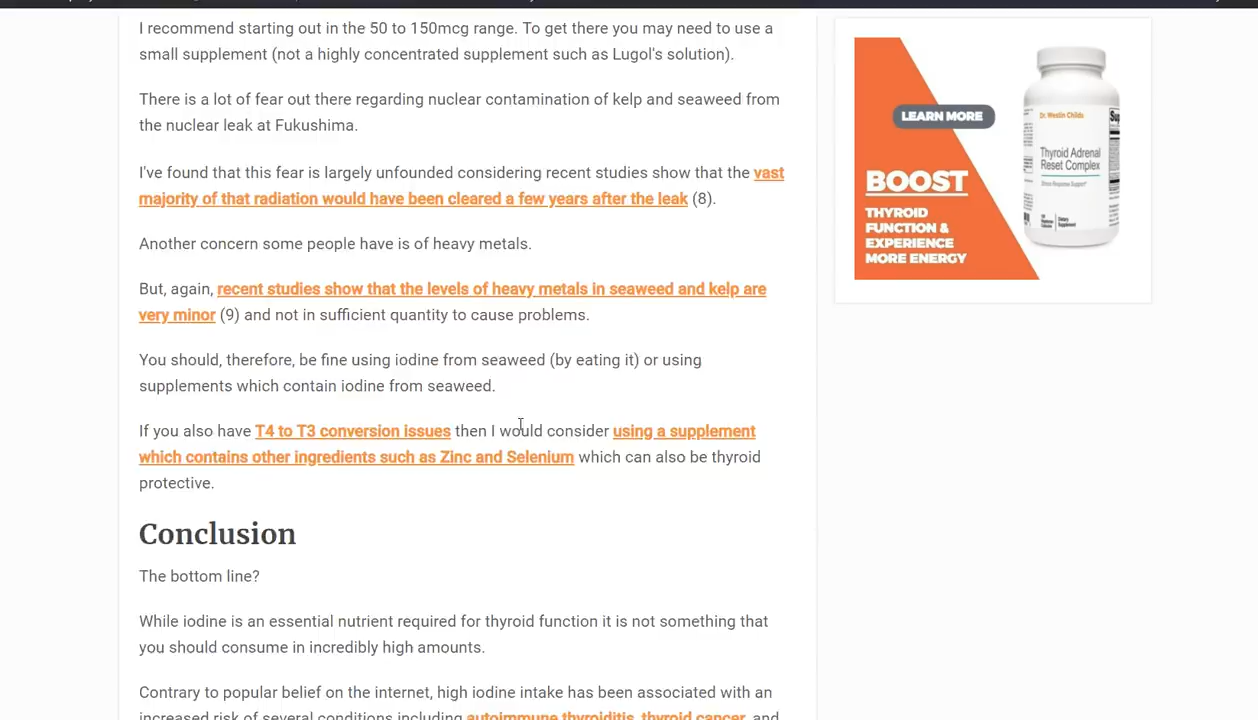 I recommend starting out in the 50 to 150mcg range. To get there you may need to use a
small supplement (not a highly concentrated supplement such as Lugol's solution).
There is a lot of fear out there regarding nuclear contamination of kelp and seaweed from
the nuclear leak at Fukushima.
I've found that this fear is largely unfounded considering recent studies show that the vast
majority of that radiation would have been cleared a few years after the leak (8).
Another concern some people have is of heavy metals.
But, again, recent studies show that the levels of heavy metals in seaweed and kelp are
very minor (9) and not in sufficient quantity to cause problems.
You should, therefore, be fine using iodine from seaweed (by eating it) or using
supplements which contain iodine from seaweed.
If you also have T4 to T3 conversion issues then I would consider using a supplement
which contains other ingredients such as Zinc and Selenium which can also be thyroid
protective.
Conclusion
The bottom line?
While iodine is an essential nutrient required for thyroid function it is not something that
you should consume in incredibly high amounts.
Contrary to popular belief on the internet, high iodine intake has been associated with an
increased risk of several conditions including autoimmune thyroiditis, thyroid cancer, and
LEARN MORE
BOOST
THYROID
FUNCTION &
EXPERIENCE
MORE ENERGY
Dr. Westin Childs
Thyroid Adrenal
Reset Complex